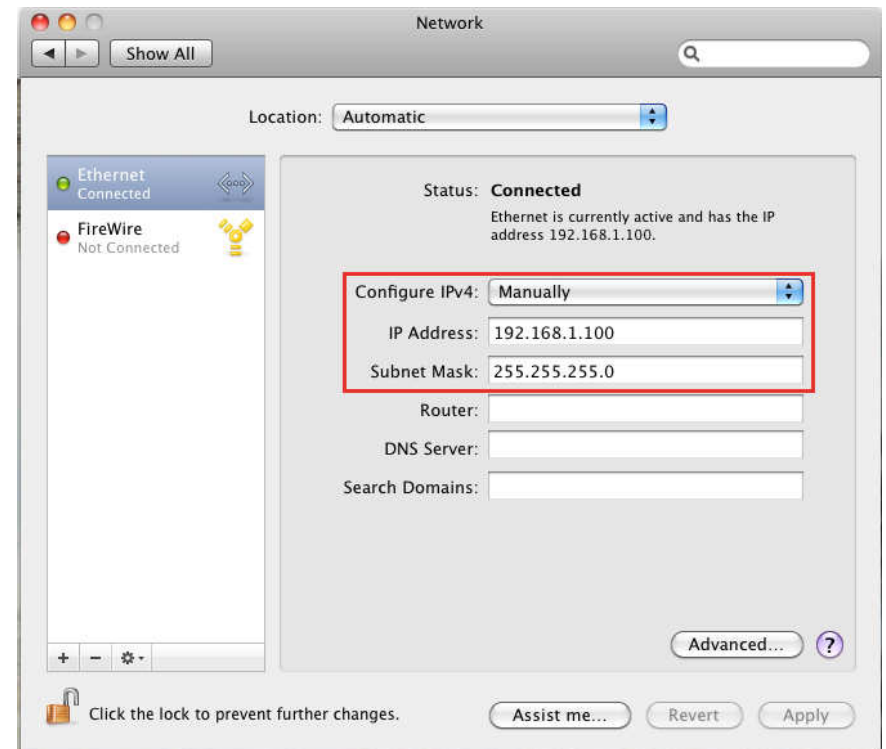 Network
Show All
Location: Automatic
Ethernet
Connected
FireWire
Not Connected
Status: Connected
Ethernet is currently active and has the IP
address 192.168.1.100.
Configure IPv4: Manually
IP Address: 192.168.1.100
Subnet Mask: 255.255.255.0
Router:
DNS Server:
Search Domains:
Advanced... ?
Click the lock to prevent further changes.
Assist me... Revert Apply